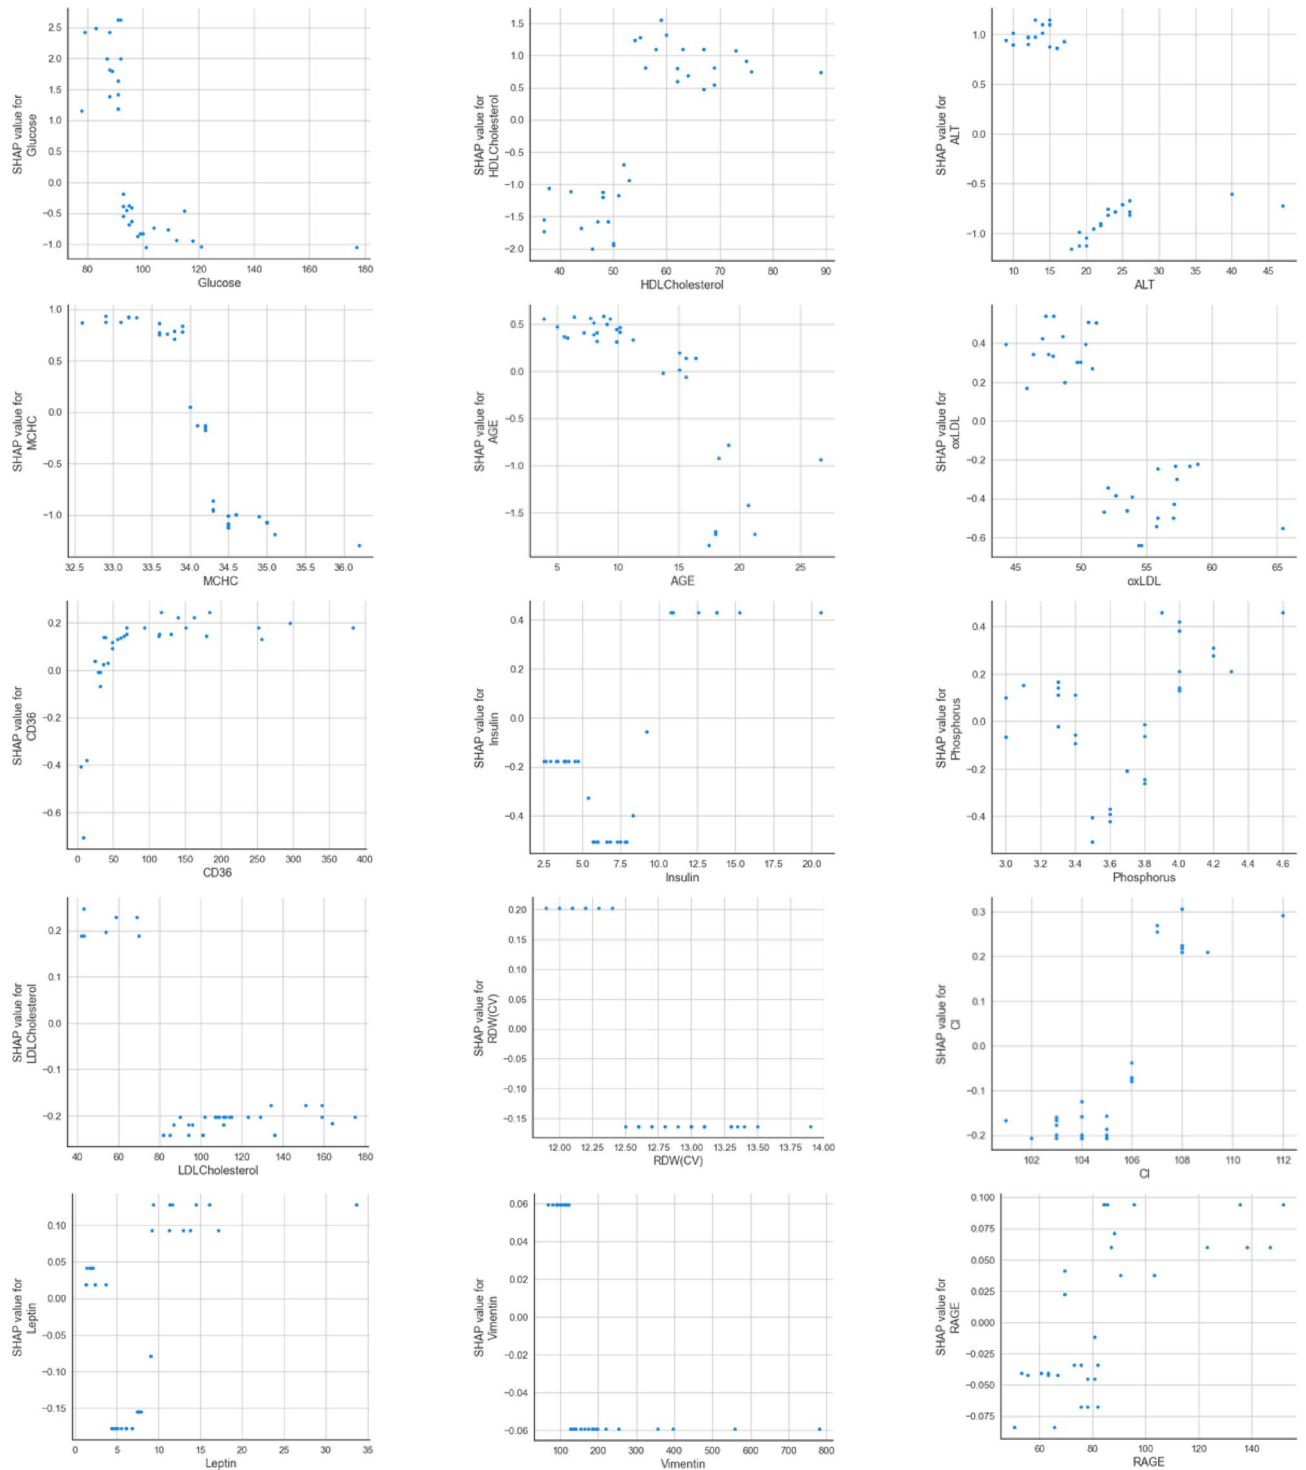 2.5
2.0
1.5
1.0
0.5
0.0
−0.5
−1.0
SHAP value for
Glucose
80 100 120 140 160 180
Glucose
1.5
1.0
0.5
0.0
−0.5
−1.0
−1.5
−2.0
SHAP value for
HDLCholesterol
40 50 60 70 80 90
HDLCholesterol
1.0
0.5
0.0
−0.5
−1.0
SHAP value for
ALT
10 15 20 25 30 35 40 45
ALT
1.0
0.5
0.0
−0.5
−1.0
SHAP value for
MCHC
32.5 33.0 33.5 34.0 34.5 35.0 35.5 36.0
MCHC
0.5
0.0
−0.5
−1.0
−1.5
SHAP value for
AGE
5 10 15 20 25
AGE
0.4
0.2
0.0
−0.2
−0.4
−0.6
SHAP value for
oxLDL
45 50 55 60 65
oxLDL
0.2
0.0
−0.2
−0.4
−0.6
SHAP value for
CD36
0 50 100 150 200 250 300 350 400
CD36
0.4
0.2
0.0
−0.2
−0.4
SHAP value for
Insulin
2.5 5.0 7.5 10.0 12.5 15.0 17.5 20.0
Insulin
0.4
0.2
0.0
−0.2
−0.4
SHAP value for
Phosphorus
3.0 3.2 3.4 3.6 3.8 4.0 4.2 4.4 4.6
Phosphorus
0.2
0.1
0.0
−0.1
−0.2
SHAP value for
LDLCholesterol
40 60 80 100 120 140 160 180
LDLCholesterol
0.20
0.15
0.10
0.05
0.00
−0.05
−0.10
−0.15
SHAP value for
RDW(CV)
12.00 12.25 12.50 12.75 13.00 13.25 13.50 13.75 14.00
RDW(CV)
0.3
0.2
0.1
0.0
−0.1
−0.2
SHAP value for
Cl
102 104 106 108 110 112
Cl
0.10
0.05
0.00
−0.05
−0.10
−0.15
SHAP value for
Leptin
0 5 10 15 20 25 30 35
Leptin
0.06
0.04
0.02
0.00
−0.02
−0.04
−0.06
SHAP value for
Vimentin
100 200 300 400 500 600 700 800
Vimentin
0.100
0.075
0.050
0.025
0.000
−0.025
−0.050
−0.075
SHAP value for
RAGE
60 80 100 120 140
RAGE